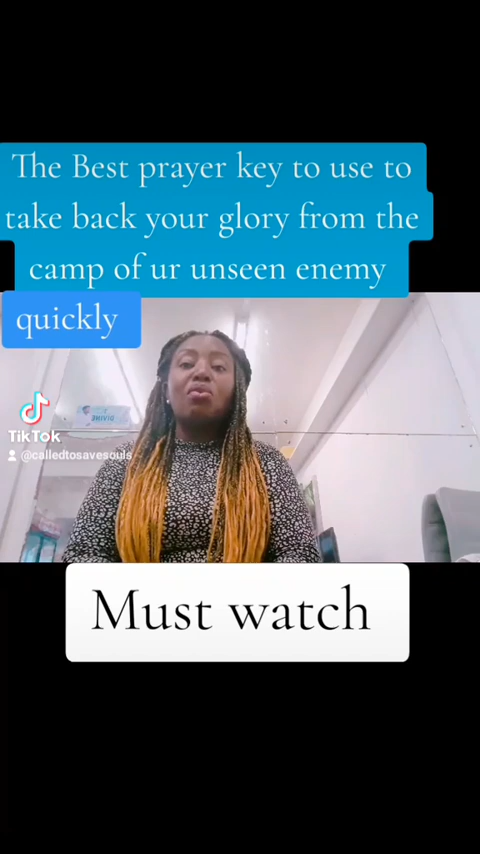 The Best prayer key to use to
take back your glory from the
camp of ur unseen enemy
quickly
TikTok
@calledtosavesouls
Must watch